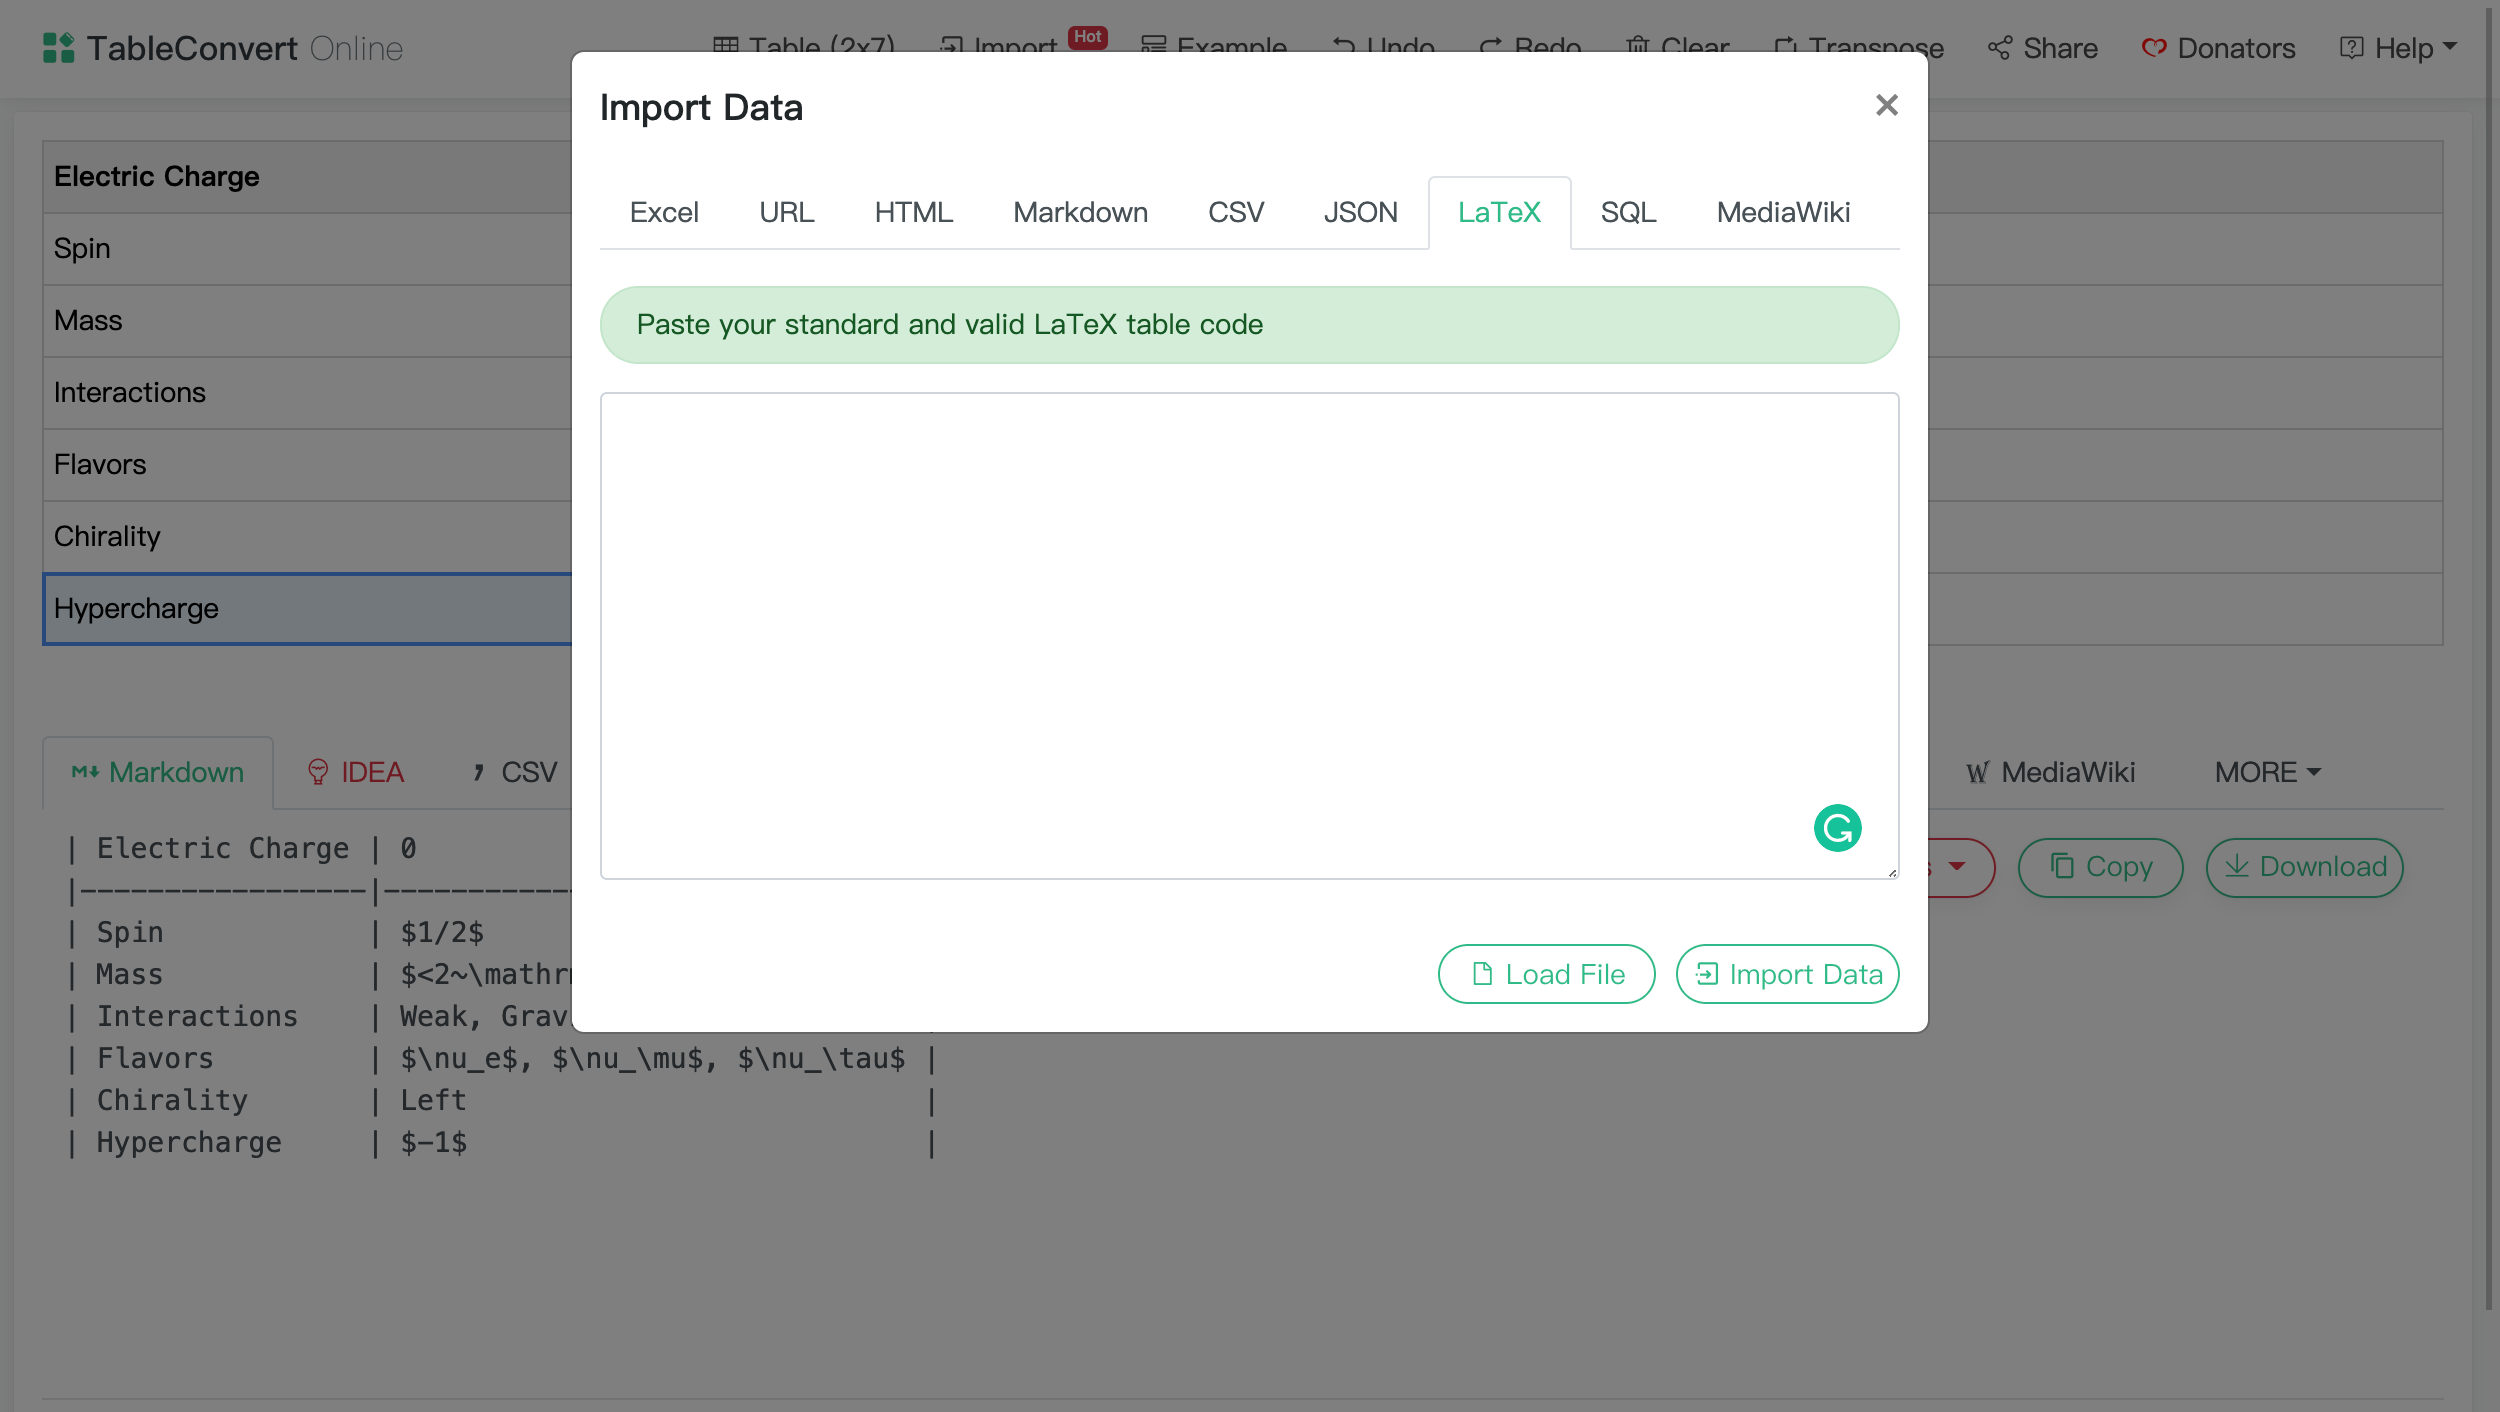 TableConvert Online
Table (2x7) Import Hot Example Undo Redo Clear Transpose Share Donators Help
Import Data
Excel URL HTML Markdown CSV JSON LaTeX SQL MediaWiki
Paste your standard and valid LaTeX table code
Load File Import Data
Electric Charge
Spin
Mass
Interactions
Flavors
Chirality
Hypercharge
Markdown IDEA CSV MediaWiki MORE
Copy Download
| Electric Charge | 0
|-----------------|-----------
| Spin | $1/2$
| Mass | $<2~\mathr
| Interactions | Weak, Grav
| Flavors | $\nu_e$, $\nu_\mu$, $\nu_\tau$ |
| Chirality | Left |
| Hypercharge | $-1$ |